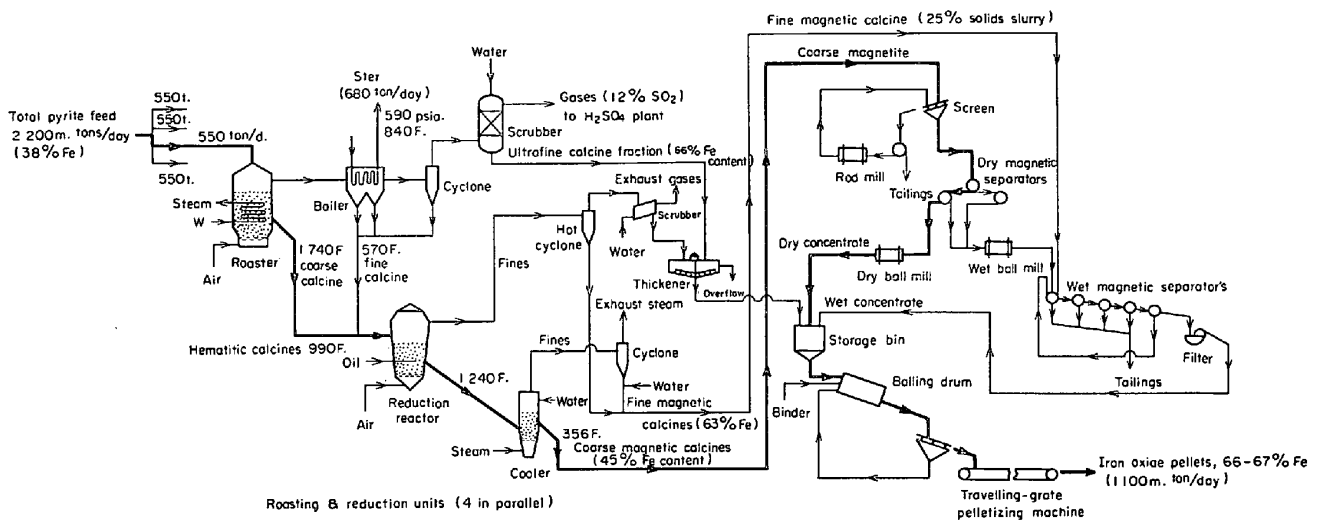 Fine magnetic calcine (25% solids slurry)
Water
Coarse magnetite
Ster
(680 ton/day)
550t.
550t.
590 psia.
840F.
Gases (12% SO₂)
to H₂SO₄ plant
Screen
Total pyrite feed
2 200m. tons/day
(38% Fe)
550 ton/d.
Scrubber
Ultrafine calcine fraction (66% Fe
content)
550t.
Rod mill
Tailings
Dry magnetic
separators
Cyclone
Boiler
Exhaust gases
Steam
W
Scrubber
Hot
cyclone
Water
Dry concentrate
Air
Roaster
1 740F
coarse
calcine
570F.
fine
calcine
Fines
Thickener
Dry ball mill
Wet ball mill
Overflow
Wet magnetic separator's
Exhaust steam
Wet concentrate
Hematitic calcines 990F.
Fines
Storage bin
Filter
Cyclone
Oil
1 240 F.
Water
Balling drum
Tailings
Air
Reduction
reactor
Water
Fine magnetic
calcines (63% Fe)
Binder
356F.
Steam
Coarse magnetic calcines
(45% Fe content)
Cooler
Iron oxiae pellets, 66-67% Fe
(1 100m. ton/day)
Roasting & reduction units (4 in parallel)
Travelling-grate
pelletizing machine